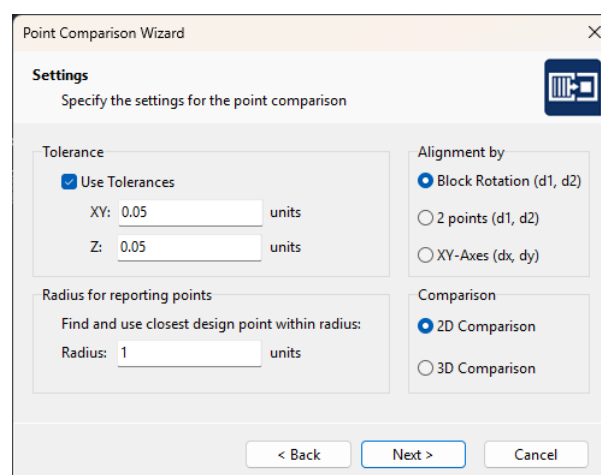 Point Comparison Wizard
Settings
Specify the settings for the point comparison
Tolerance
Use Tolerances
XY: 0.05 units
Z: 0.05 units
Alignment by
Block Rotation (d1, d2)
2 points (d1, d2)
XY-Axes (dx, dy)
Radius for reporting points
Find and use closest design point within radius:
Radius: 1 units
Comparison
2D Comparison
3D Comparison
< Back Next > Cancel